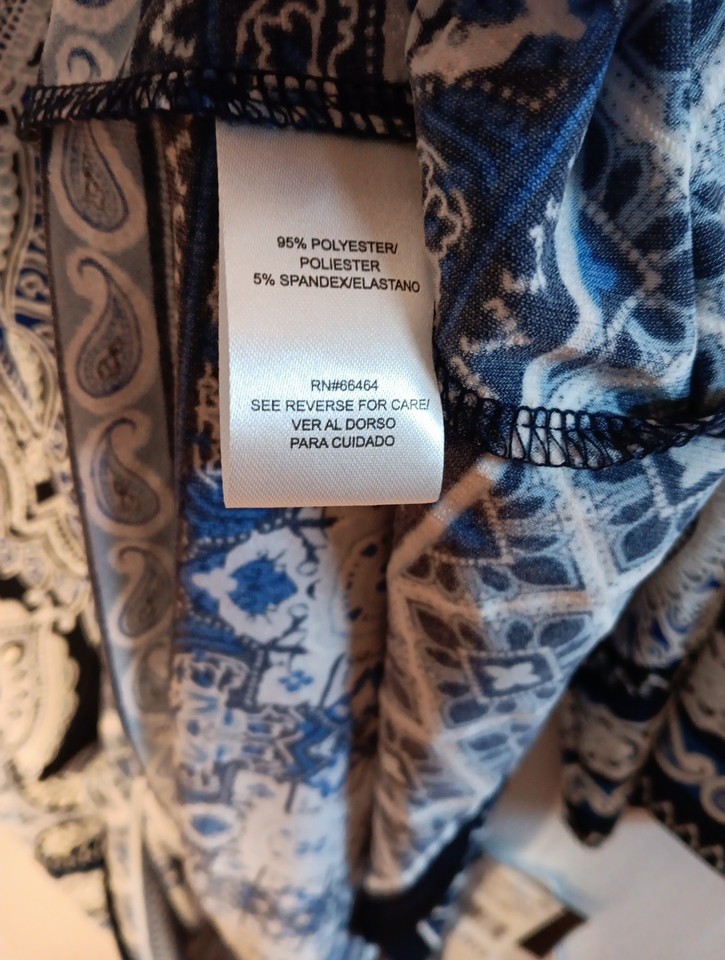 95% POLYESTER/
POLIESTER
5% SPANDEX/ELASTANO
RN#66464
SEE REVERSE FOR CARE/
VER AL DORSO
PARA CUIDADO